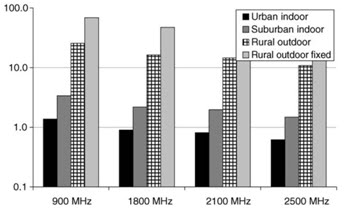 100.0
10.0
1.0
0.1
Urban indoor
Suburban indoor
Rural outdoor
Rural outdoor fixed
900 MHz 1800 MHz 2100 MHz 2500 MHz